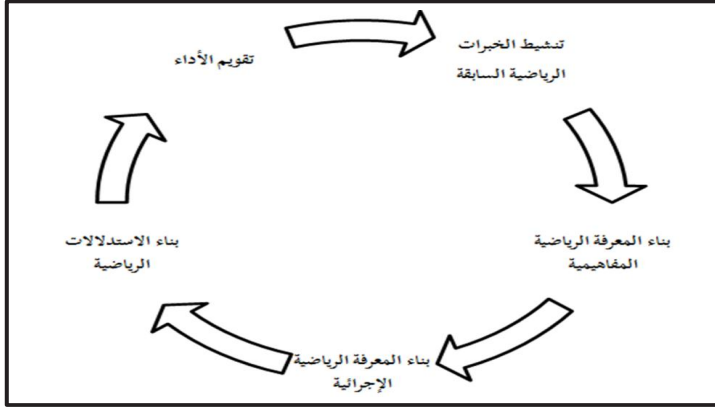 تنشيط الخبرات
الرياضية السابقة
بناء المعرفة الرياضية
المفاهيمية
بناء المعرفة الرياضية
الإجرائية
بناء الاستدلالات
الرياضية
تقويم الأداء